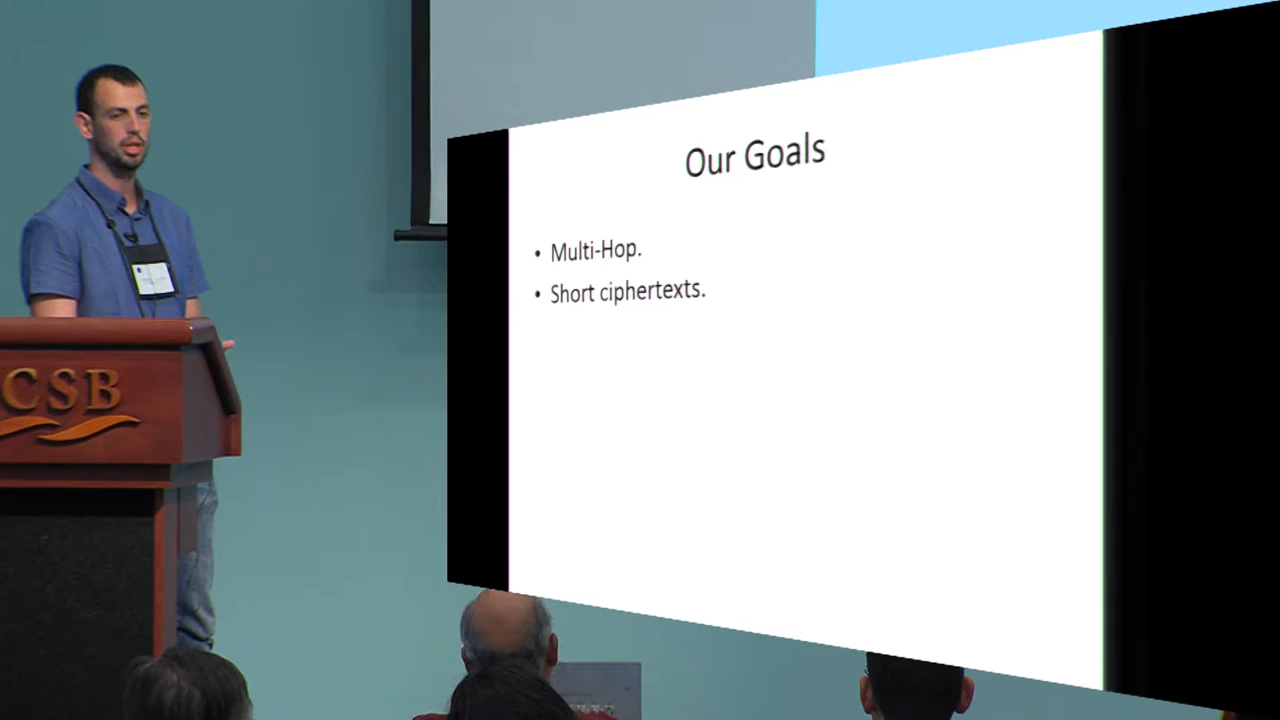 Our Goals
• Multi-Hop.
• Short ciphertexts.
CSB